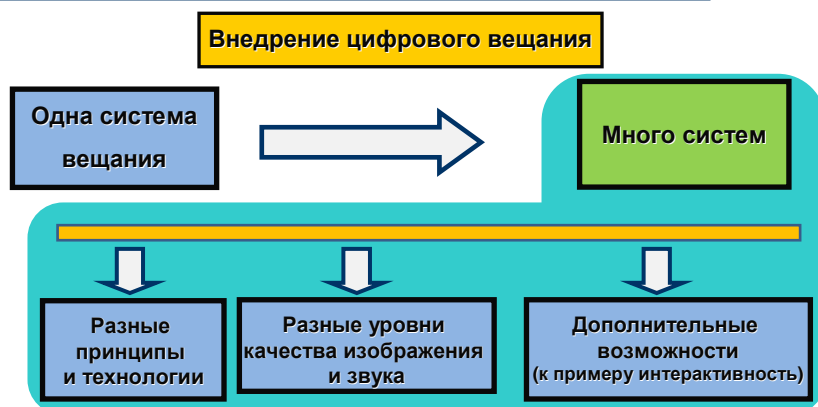 Внедрение цифрового вещания
Одна система
вещания
Много систем
Разные
принципы
и технологии
Разные уровни
качества изображения
и звука
Дополнительные
возможности
(к примеру интерактивность)